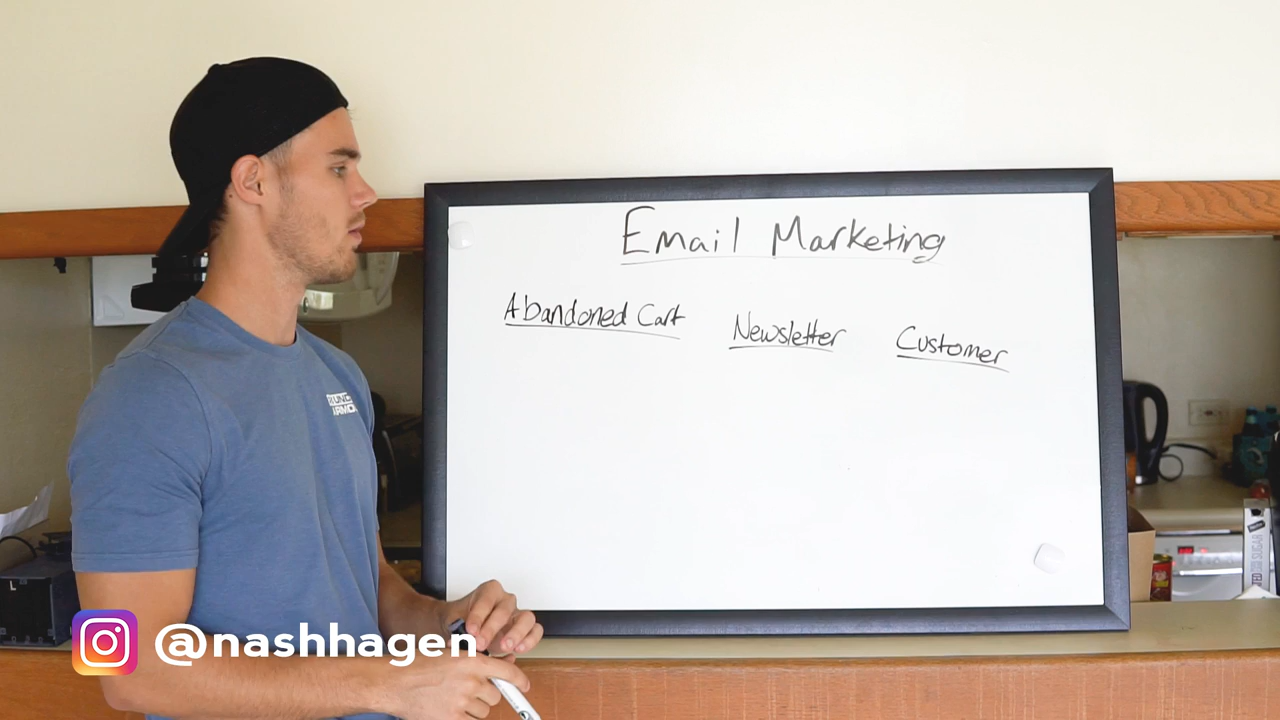 Email Marketing
Abandoned Cart
Newsletter
Customer
@nashhagen